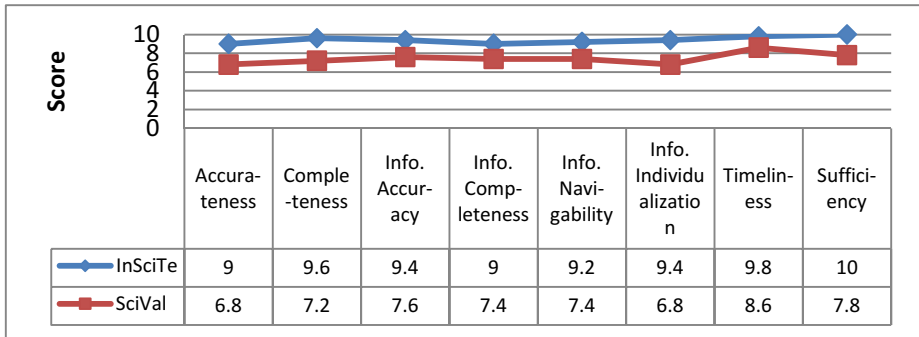 Score
10
8
6
4
2
0
Accura-
teness
Comple
-teness
Info.
Accur-
acy
Info.
Comp-
leteness
Info.
Navi-
gability
Info.
Individu
alizatio
n
Timelin-
ess
Suffici-
ency
InSciTe 9 9.6 9.4 9 9.2 9.4 9.8 10
SciVal 6.8 7.2 7.6 7.4 7.4 6.8 8.6 7.8